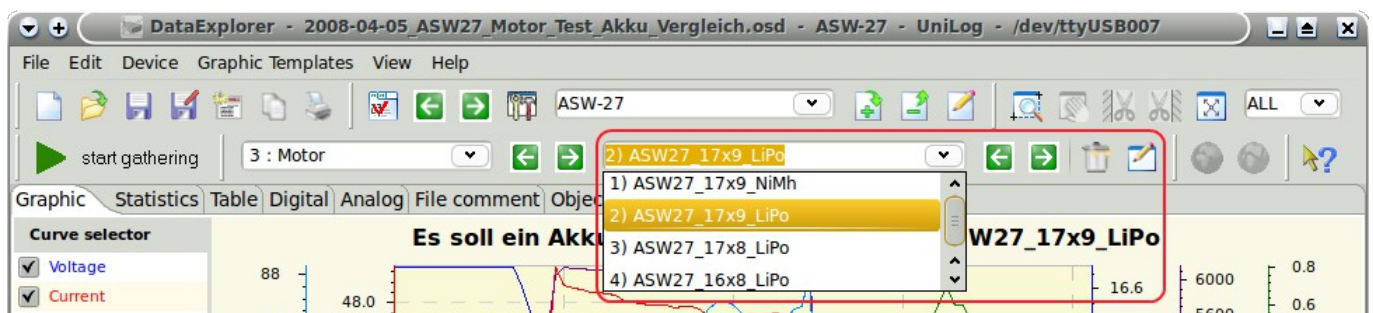 DataExplorer - 2008-04-05_ASW27_Motor_Test_Akku_Vergleich.osd - ASW-27 - UniLog - /dev/ttyUSB007
File Edit Device Graphic Templates View Help
ASW-27 ALL
start gathering 3 : Motor 2) ASW27_17x9_LiPo
1) ASW27_17x9_NiMh
Graphic Statistics Table Digital Analog File comment Objec
2) ASW27_17x9_LiPo
Curve selector Es soll ein Akku W27_17x9_LiPo
3) ASW27_17x8_LiPo
Voltage 88 6000 0.8
4) ASW27_16x8_LiPo 16.6
Current 48.0 0.6